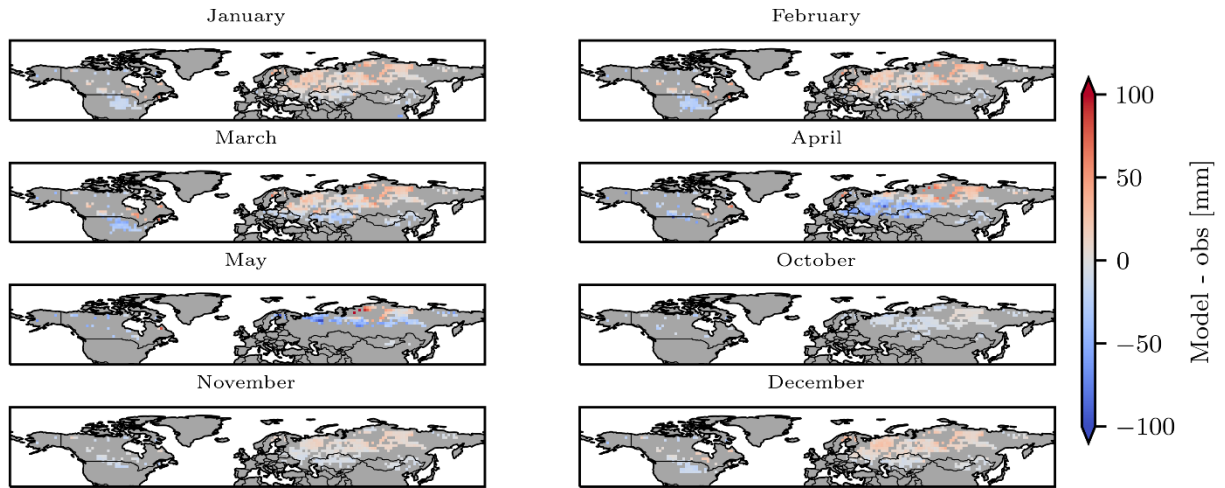 January
February
March
April
May
October
November
December
100
50
0
−50
−100
Model - obs [mm]